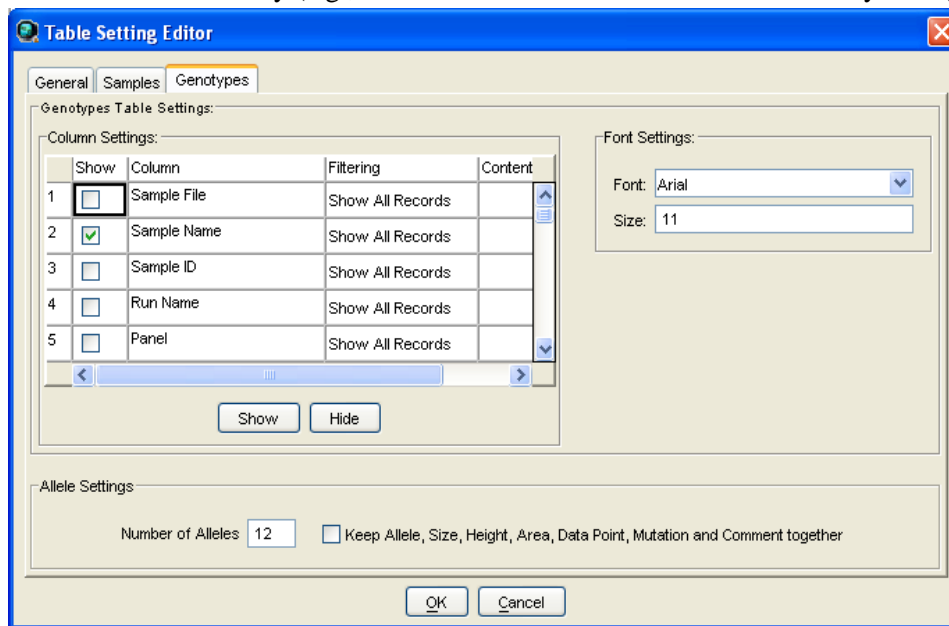 Table Setting Editor
General Samples Genotypes
Genotypes Table Settings:
Column Settings:
Show Column Filtering Content
1 Sample File Show All Records
2 Sample Name Show All Records
3 Sample ID Show All Records
4 Run Name Show All Records
5 Panel Show All Records
Show Hide
Font Settings:
Font: Arial
Size: 11
Allele Settings
Number of Alleles 12 Keep Allele, Size, Height, Area, Data Point, Mutation and Comment together
OK Cancel